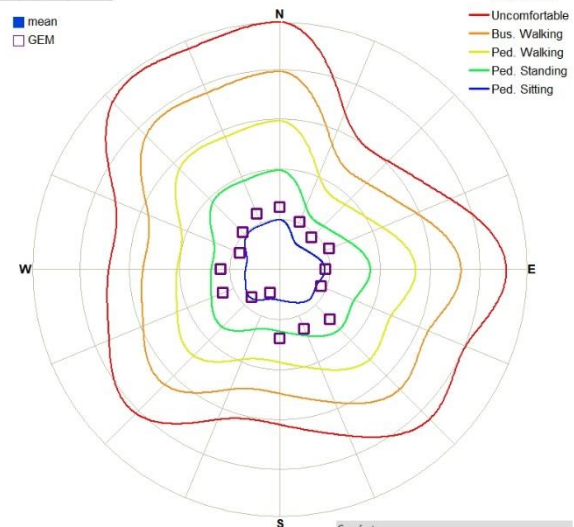 mean
GEM
N
Uncomfortable
Bus. Walking
Ped. Walking
Ped. Standing
Ped. Sitting
W
E
S